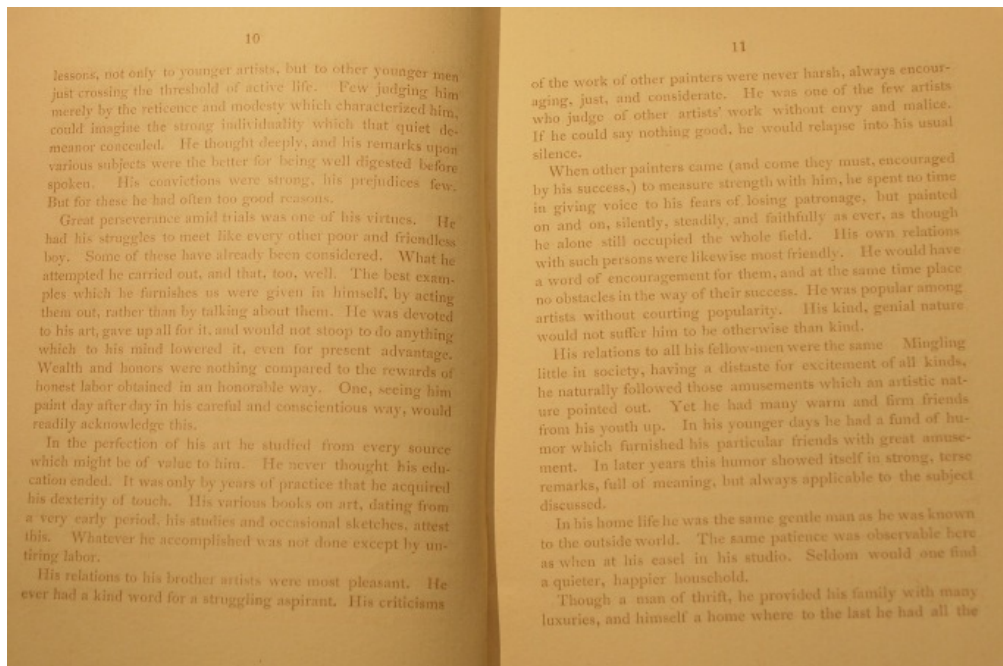 10
lessons, not only to younger artists, but to other younger men
just crossing the threshold of active life. Few judging him
merely by the reticence and modesty which characterized him,
could imagine the strong individuality which that quiet de-
meanor concealed. He thought deeply, and his remarks upon
various subjects were the better for being well digested before
spoken. His convictions were strong, his prejudices few.
But for these he had often too good reasons.
Great perseverance amid trials was one of his virtues. He
had his struggles to meet like every other poor and friendless
boy. Some of these have already been considered. What he
attempted he carried out, and that, too, well. The best exam-
ples which he furnishes us were given in himself, by acting
them out, rather than by talking about them. He was devoted
to his art, gave up all for it, and would not stoop to do anything
which to his mind lowered it, even for present advantage.
Wealth and honors were nothing compared to the rewards of
honest labor obtained in an honorable way. One, seeing him
paint day after day in his careful and conscientious way, would
readily acknowledge this.
In the perfection of his art he studied from every source
which might be of value to him. He never thought his edu-
cation ended. It was only by years of practice that he acquired
his dexterity of touch. His various books on art, dating from
a very early period, his studies and occasional sketches, attest
this. Whatever he accomplished was not done except by un-
tiring labor.
His relations to his brother artists were most pleasant. He
ever had a kind word for a struggling aspirant. His criticisms
11
of the work of other painters were never harsh, always encour-
aging, just, and considerate. He was one of the few artists
who judge of other artists' work without envy and malice.
If he could say nothing good, he would relapse into his usual
silence.
When other painters came (and come they must, encouraged
by his success,) to measure strength with him, he spent no time
in giving voice to his fears of losing patronage, but painted
on and on, silently, steadily, and faithfully as ever, as though
he alone still occupied the whole field. His own relations
with such persons were likewise most friendly. He would have
a word of encouragement for them, and at the same time place
no obstacles in the way of their success. He was popular among
artists without courting popularity. His kind, genial nature
would not suffer him to be otherwise than kind.
His relations to all his fellow-men were the same Mingling
little in society, having a distaste for excitement of all kinds,
he naturally followed those amusements which an artistic nat-
ure pointed out. Yet he had many warm and firm friends
from his youth up. In his younger days he had a fund of hu-
mor which furnished his particular friends with great amuse-
ment. In later years this humor showed itself in strong, terse
remarks, full of meaning, but always applicable to the subject
discussed.
In his home life he was the same gentle man as he was known
to the outside world. The same patience was observable here
as when at his easel in his studio. Seldom would one find
a quieter, happier household.
Though a man of thrift, he provided his family with many
luxuries, and himself a home where to the last he had all the